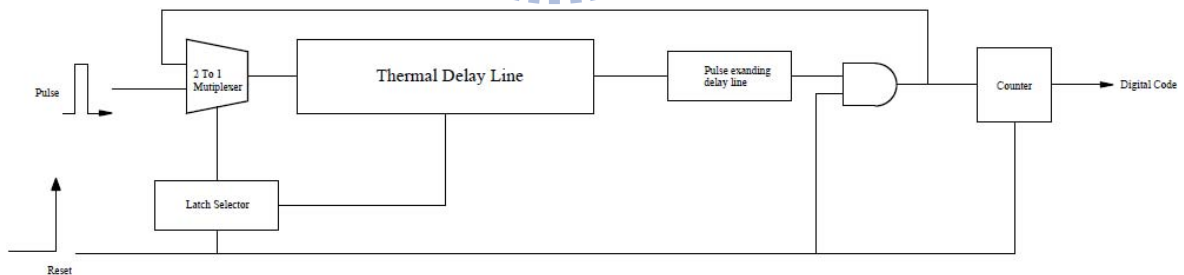 Pulse
2 To 1
Mutiplexer
Thermal Delay Line
Pulse exanding
delay line
Counter
Digital Code
Latch Selector
Reset